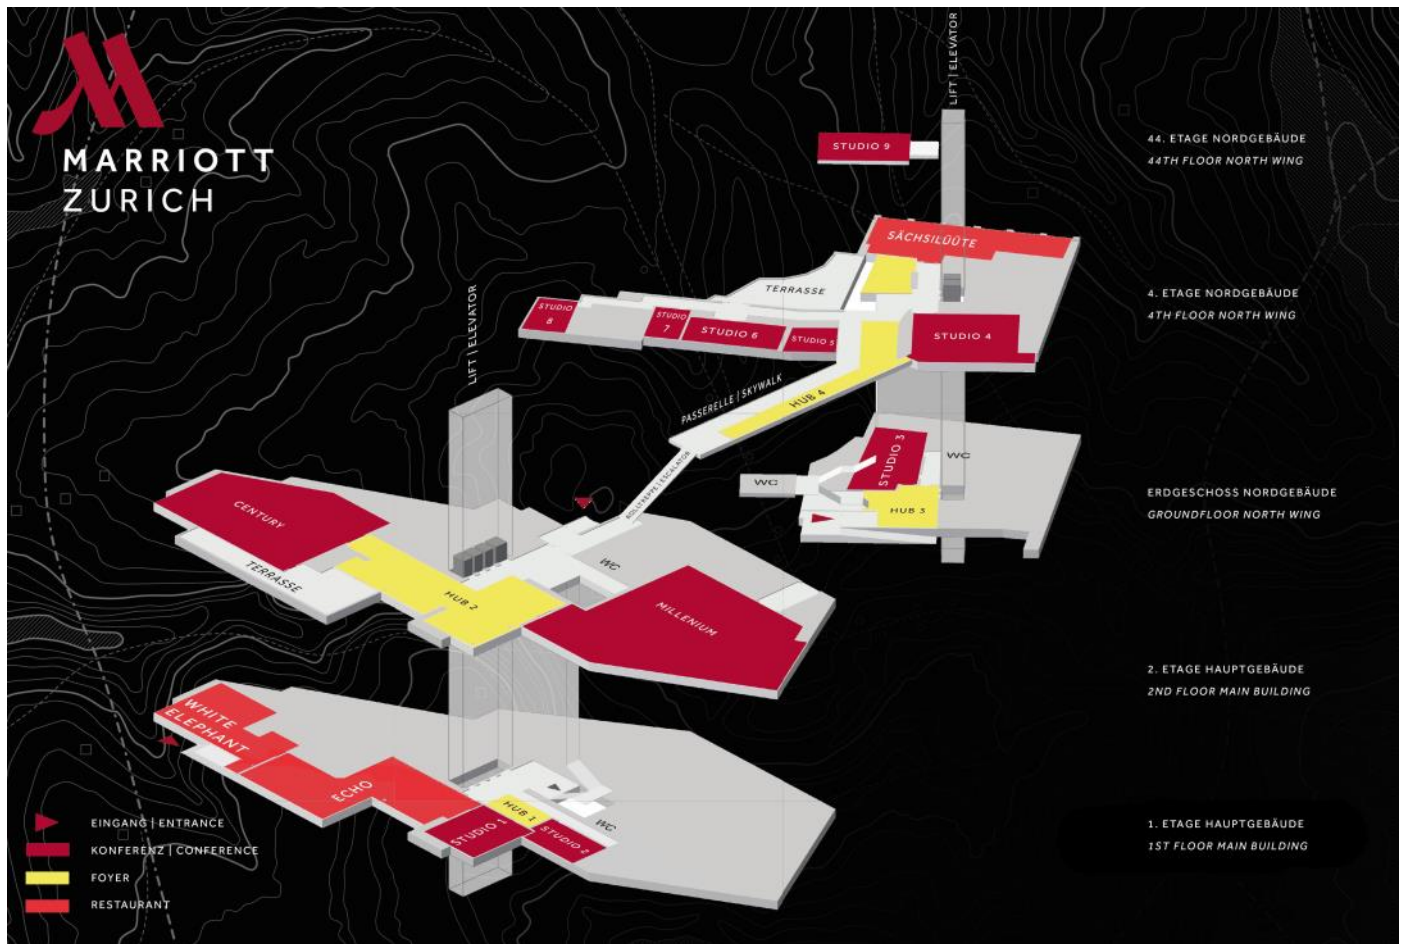 MARRIOTT
ZURICH
LIFT | ELEVATOR
44. ETAGE NORDGEBÄUDE
44TH FLOOR NORTH WING
STUDIO 9
SÄCHSILÜÜTE
TERRASSE
STUDIO
8
STUDIO
7
STUDIO 6
STUDIO 5
STUDIO 4
4. ETAGE NORDGEBÄUDE
4TH FLOOR NORTH WING
LIFT | ELEVATOR
PASSERELLE | SKYWALK
HUB 4
ROLLTREPPE | ESCALATOR
STUDIO 3
WC
WC
HUB 3
ERDGESCHOSS NORDGEBÄUDE
GROUNDFLOOR NORTH WING
CENTURY
TERRASSE
HUB 2
WC
MILLENIUM
2. ETAGE HAUPTGEBÄUDE
2ND FLOOR MAIN BUILDING
WHITE
ELEPHANT
ECHO
HUB 1
STUDIO 1
STUDIO 2
WC
1. ETAGE HAUPTGEBÄUDE
1ST FLOOR MAIN BUILDING
EINGANG | ENTRANCE
KONFERENZ | CONFERENCE
FOYER
RESTAURANT